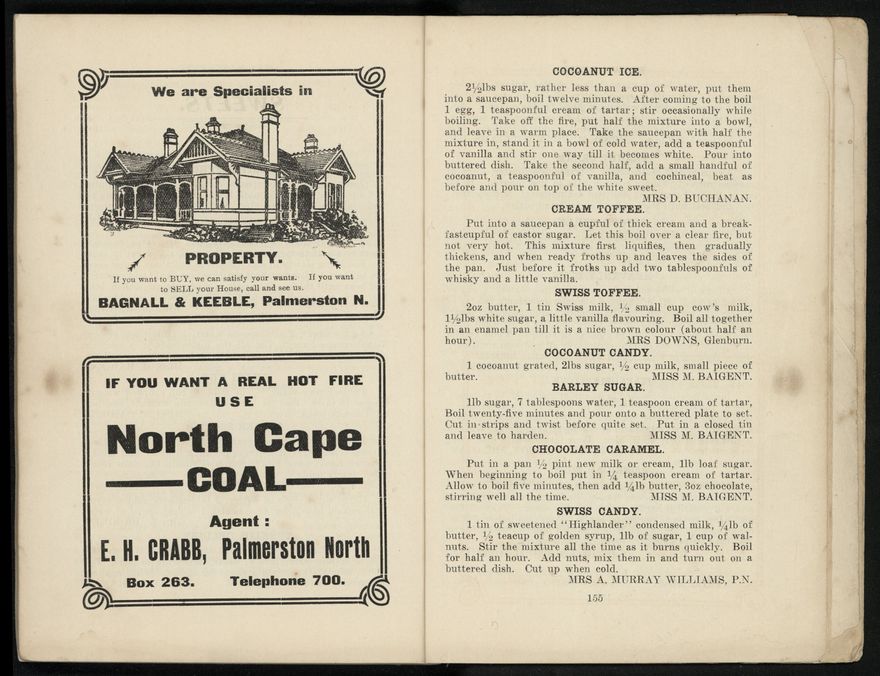 We are Specialists in
PROPERTY.
If you want to BUY, we can satisfy your wants. If you want
to SELL your House, call and see us.
BAGNALL & KEEBLE, Palmerston N.
IF YOU WANT A REAL HOT FIRE
USE
North Cape
COAL
Agent :
E. H. CRABB, Palmerston North
Box 263. Telephone 700.
COCOANUT ICE.
2½lbs sugar, rather less than a cup of water, put them
into a saucepan, boil twelve minutes. After coming to the boil
1 egg, 1 teaspoonful cream of tartar; stir occasionally while
boiling. Take off the fire, put half the mixture into a bowl,
and leave in a warm place. Take the saucepan with half the
mixture in, stand it in a bowl of cold water, add a teaspoonful
of vanilla and stir one way till it becomes white. Pour into
buttered dish. Take the second half, add a small handful of
cocoanut, a teaspoonful of vanilla, and cochineal, beat as
before and pour on top of the white sweet.
MRS D. BUCHANAN.
CREAM TOFFEE.
Put into a saucepan a cupful of thick cream and a break-
fastcupful of castor sugar. Let this boil over a clear fire, but
not very hot. This mixture first liquifies, then gradually
thickens, and when ready froths up and leaves the sides of
the pan. Just before it froths up add two tablespoonfuls of
whisky and a little vanilla.
SWISS TOFFEE.
2oz butter, 1 tin Swiss milk, ½ small cup cow's milk,
1½lbs white sugar, a little vanilla flavouring. Boil all together
in an enamel pan till it is a nice brown colour (about half an
hour). MRS DOWNS, Glenburn.
COCOANUT CANDY.
1 cocoanut grated, 2lbs sugar, ½ cup milk, small piece of
butter. MISS M. BAIGENT.
BARLEY SUGAR.
1lb sugar, 7 tablespoons water, 1 teaspoon cream of tartar,
Boil twenty-five minutes and pour onto a buttered plate to set.
Cut in strips and twist before quite set. Put in a closed tin
and leave to harden. MISS M. BAIGENT.
CHOCOLATE CARAMEL.
Put in a pan ½ pint new milk or cream, 1lb loaf sugar.
When beginning to boil put in ¼ teaspoon cream of tartar.
Allow to boil five minutes, then add ¼lb butter, 3oz chocolate,
stirring well all the time. MISS M. BAIGENT.
SWISS CANDY.
1 tin of sweetened "Highlander" condensed milk, ¼lb of
butter, ½ teacup of golden syrup, 1lb of sugar, 1 cup of wal-
nuts. Stir the mixture all the time as it burns quickly. Boil
for half an hour. Add nuts, mix them in and turn out on a
buttered dish. Cut up when cold.
MRS A. MURRAY WILLIAMS, P.N.
155